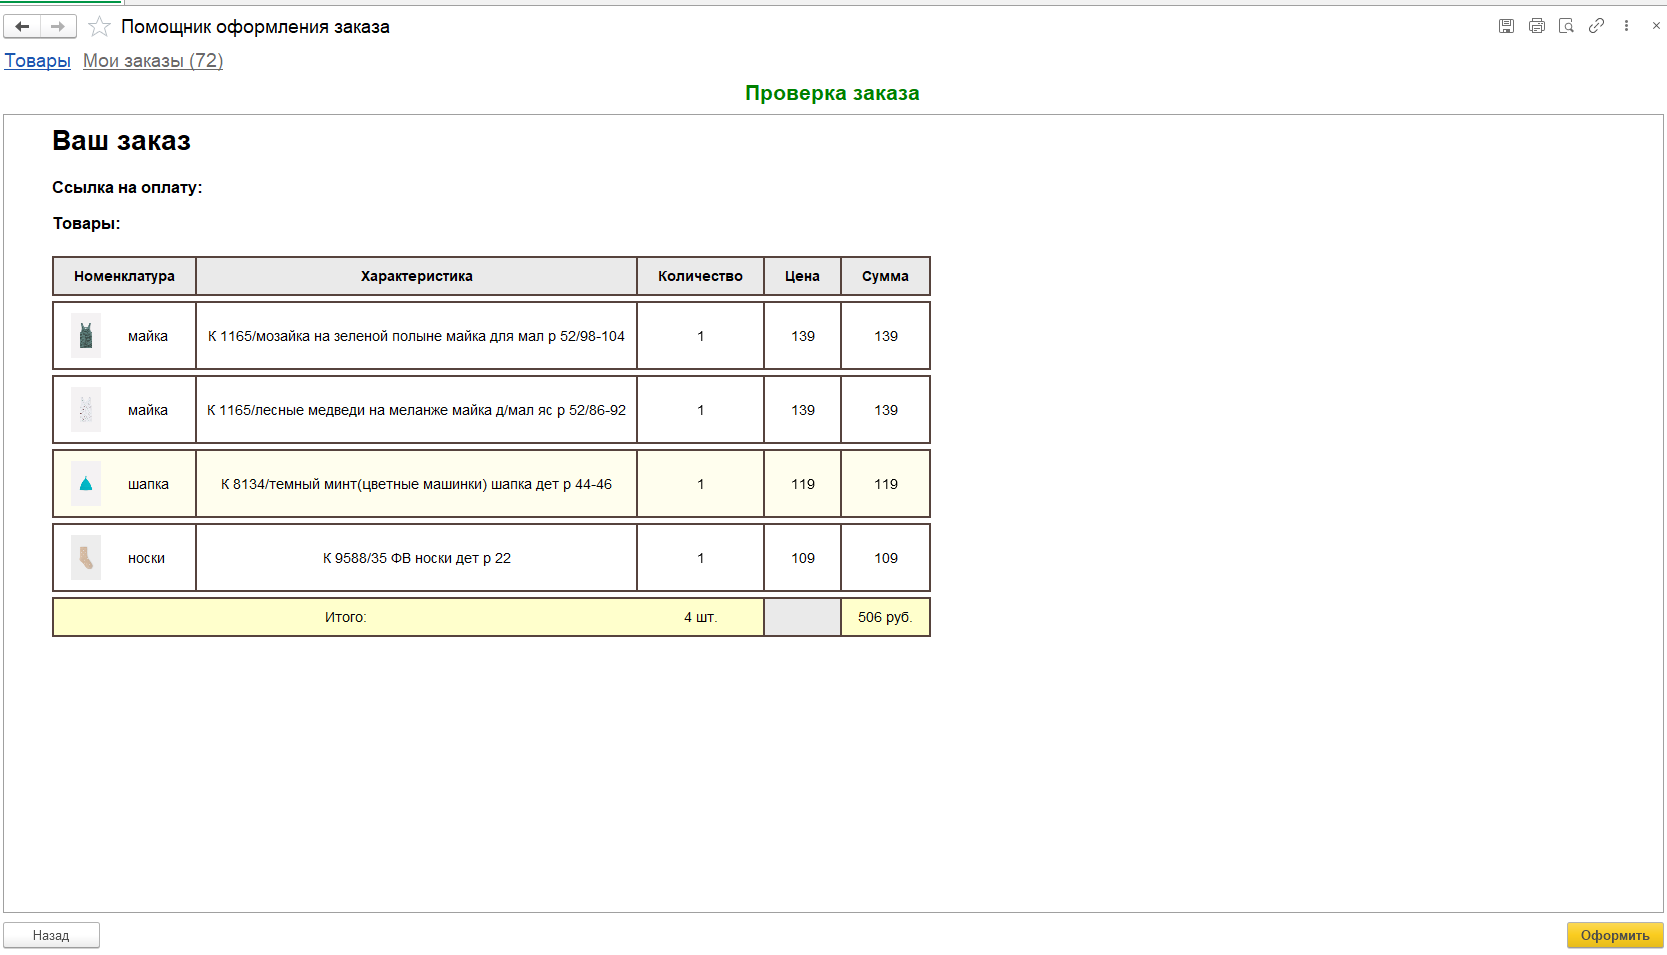 Помощник оформления заказа
Товары Мои заказы (72)
Проверка заказа
Ваш заказ
Ссылка на оплату:
Товары:
Номенклатура Характеристика Количество Цена Сумма
майка К 1165/мозайка на зеленой полыне майка для мал р 52/98-104 1 139 139
майка К 1165/лесные медведи на меланже майка д/мал яс р 52/86-92 1 139 139
шапка К 8134/темный минт(цветные машинки) шапка дет р 44-46 1 119 119
носки К 9588/35 ФВ носки дет р 22 1 109 109
Итого: 4 шт. 506 руб.
Назад Оформить